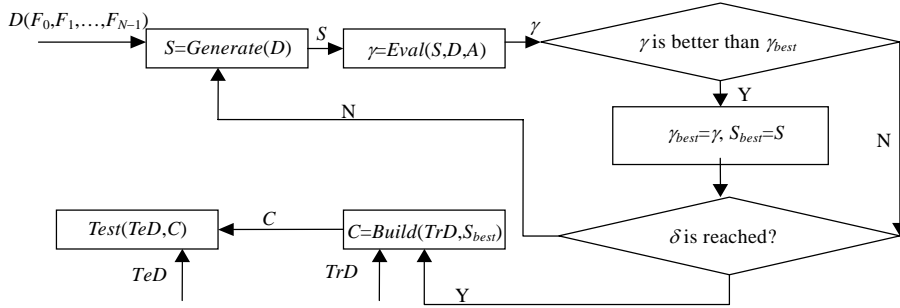 D(F0,F1,…,FN-1)
S=Generate(D)
S
γ=Eval(S,D,A)
γ
γ is better than γbest
Y
N
γbest=γ, Sbest=S
N
δ is reached?
Y
C=Build(TrD,Sbest)
TrD
C
Test(TeD,C)
TeD